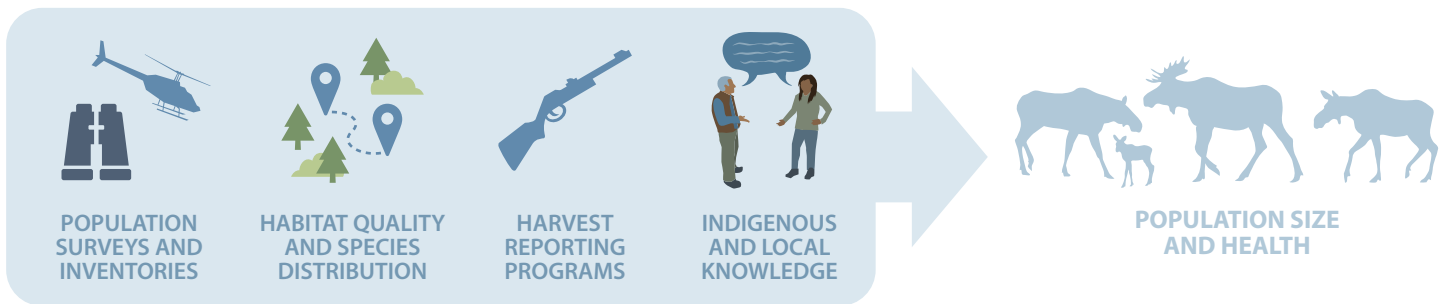 POPULATION
SURVEYS AND
INVENTORIES
HABITAT QUALITY
AND SPECIES
DISTRIBUTION
HARVEST
REPORTING
PROGRAMS
INDIGENOUS
AND LOCAL
KNOWLEDGE
POPULATION SIZE
AND HEALTH